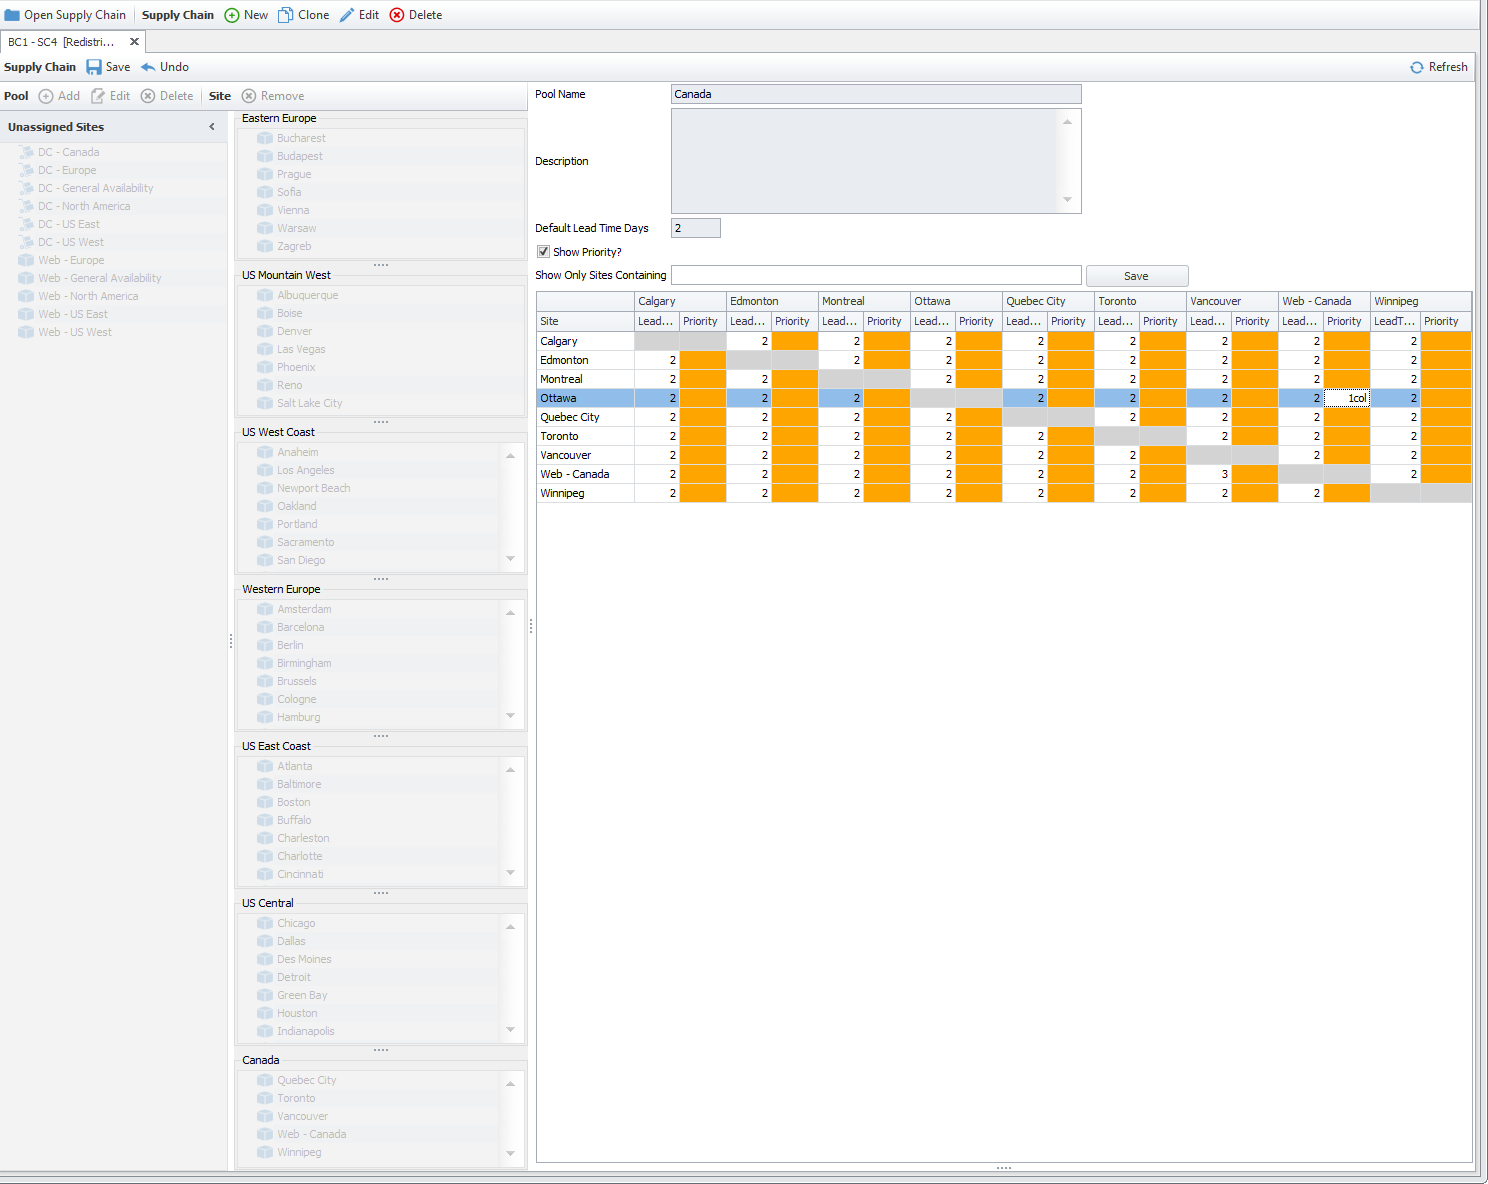 Open Supply Chain Supply Chain New Clone Edit Delete
BC1 - SC4 [Redistri...
Supply Chain Save Undo Refresh
Pool Add Edit Delete Site Remove
Unassigned Sites
DC - Canada
DC - Europe
DC - General Availability
DC - North America
DC - US East
DC - US West
Web - Europe
Web - General Availability
Web - North America
Web - US East
Web - US West
Eastern Europe
Bucharest
Budapest
Prague
Sofia
Vienna
Warsaw
Zagreb
US Mountain West
Albuquerque
Boise
Denver
Las Vegas
Phoenix
Reno
Salt Lake City
US West Coast
Anaheim
Los Angeles
Newport Beach
Oakland
Portland
Sacramento
San Diego
Western Europe
Amsterdam
Barcelona
Berlin
Birmingham
Brussels
Cologne
Hamburg
US East Coast
Atlanta
Baltimore
Boston
Buffalo
Charleston
Charlotte
Cincinnati
US Central
Chicago
Dallas
Des Moines
Detroit
Green Bay
Houston
Indianapolis
Canada
Quebec City
Toronto
Vancouver
Web - Canada
Winnipeg
Pool Name Canada
Description
Default Lead Time Days 2
Show Priority?
Show Only Sites Containing Save
Calgary Edmonton Montreal Ottawa Quebec City Toronto Vancouver Web - Canada Winnipeg
Site Lead... Priority Lead... Priority Lead... Priority Lead... Priority Lead... Priority Lead... Priority Lead... Priority Lead... Priority LeadT... Priority
Calgary 2 2 2 2 2 2 2 2
Edmonton 2 2 2 2 2 2 2 2
Montreal 2 2 2 2 2 2 2 2
Ottawa 2 2 2 2 2 2 2 1col 2
Quebec City 2 2 2 2 2 2 2 2
Toronto 2 2 2 2 2 2 2 2
Vancouver 2 2 2 2 2 2 2 2
Web - Canada 2 2 2 2 2 2 3 2
Winnipeg 2 2 2 2 2 2 2 2